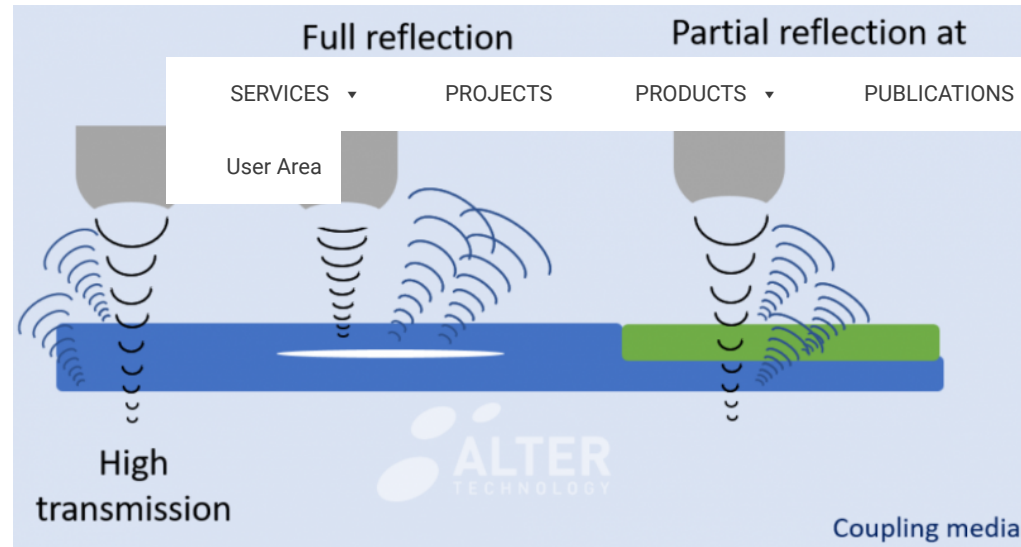 Full reflection
Partial reflection at
SERVICES
PROJECTS
PRODUCTS
PUBLICATIONS
User Area
High
transmission
ALTER
TECHNOLOGY
Coupling media